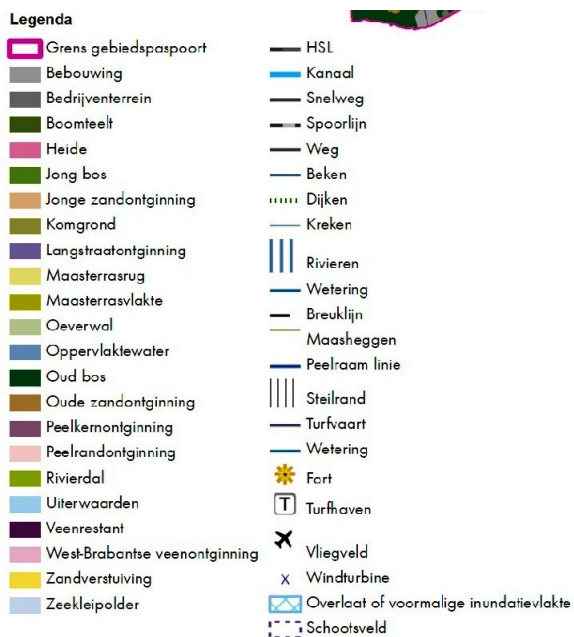 Legenda
Grens gebiedspaspoort
Bebouwing
Bedrijventerrein
Boomteelt
Heide
Jong bos
Jonge zandontginning
Komgrond
Langstraatontginning
Maasterrasrug
Maasterrasvlakte
Oeverwal
Oppervlaktewater
Oud bos
Oude zandontginning
Peelkernontginning
Peelrandontginning
Rivierdal
Uiterwaarden
Veenrestant
West-Brabantse veenontginning
Zandverstuiving
Zeekleipolder
HSL
Kanaal
Snelweg
Spoorlijn
Weg
Beken
Dijken
Kreken
Rivieren
Wetering
Breuklijn
Maasheggen
Peelraam linie
Steilrand
Turfvaart
Wetering
Fort
T Turfhaven
Vliegveld
x Windturbine
Overlaat of voormalige inundatievlakte
Schootsveld